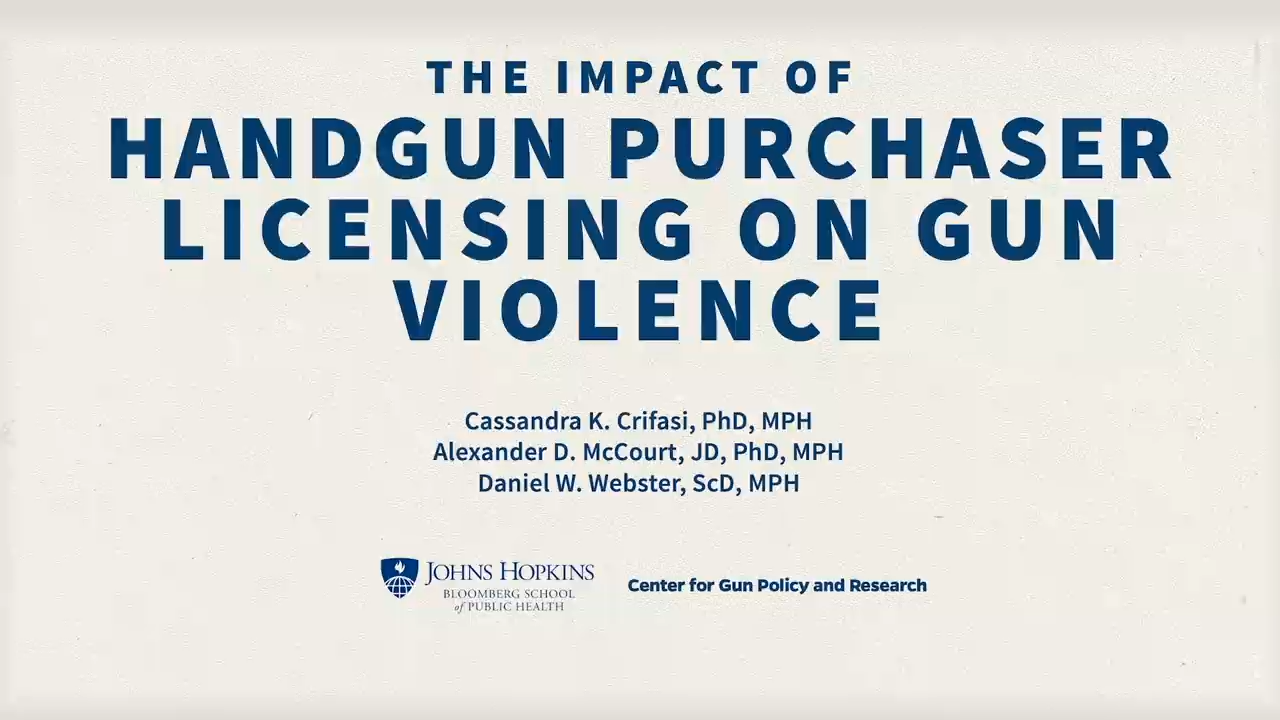 THE IMPACT OF
HANDGUN PURCHASER
LICENSING ON GUN
VIOLENCE
Cassandra K. Crifasi, PhD, MPH
Alexander D. McCourt, JD, PhD, MPH
Daniel W. Webster, ScD, MPH
JOHNS HOPKINS
BLOOMBERG SCHOOL
of PUBLIC HEALTH
Center for Gun Policy and Research